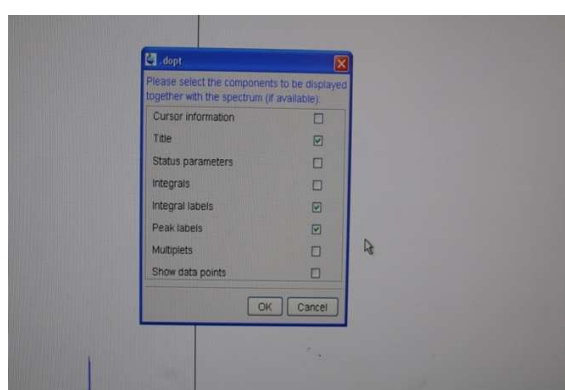 .dopt
Please select the components to be displayed
together with the spectrum (if available):
Cursor information
Title
Status parameters
Integrals
Integral labels
Peak labels
Multiplets
Show data points
OK Cancel